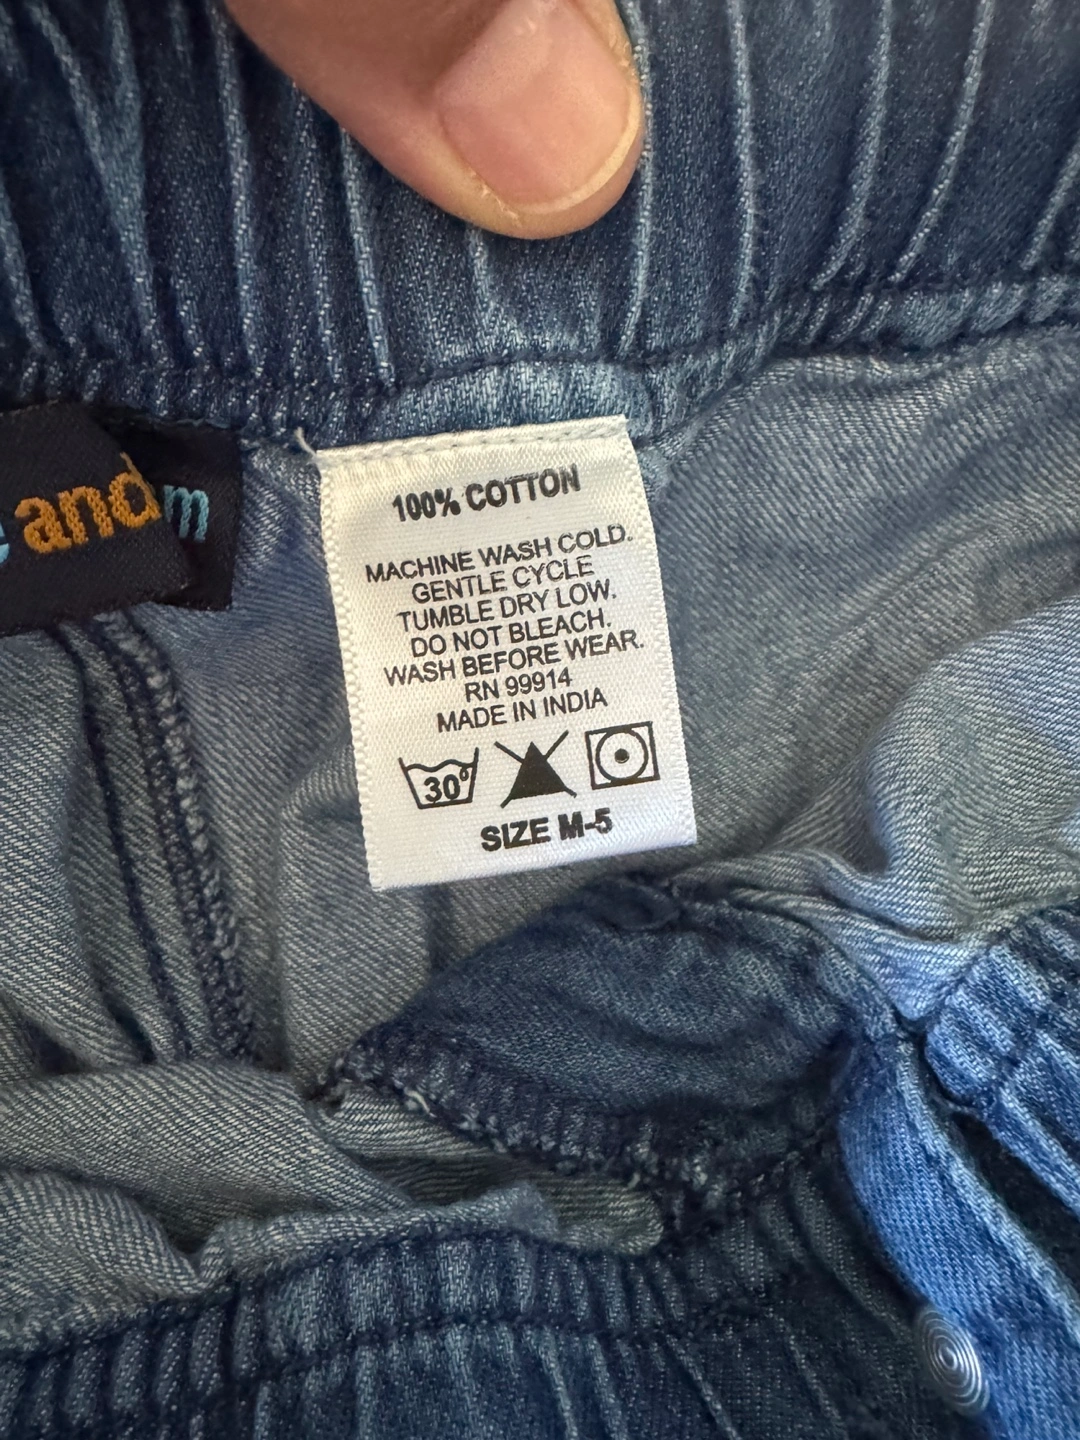 and
m
100% COTTON
MACHINE WASH COLD.
GENTLE CYCLE
TUMBLE DRY LOW.
DO NOT BLEACH.
WASH BEFORE WEAR.
RN 99914
MADE IN INDIA
30°
SIZE M-5